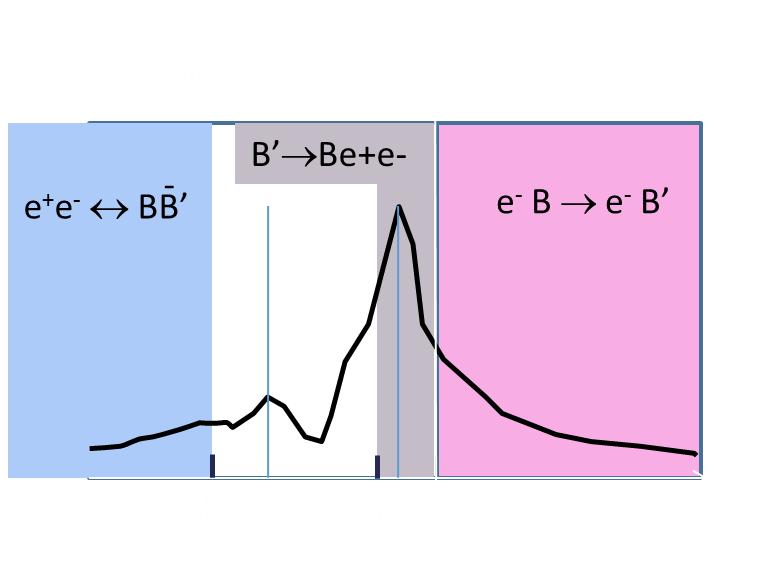 B’→Be+e-
e⁺e⁻ ↔ BB̄’
e⁻ B → e⁻ B’